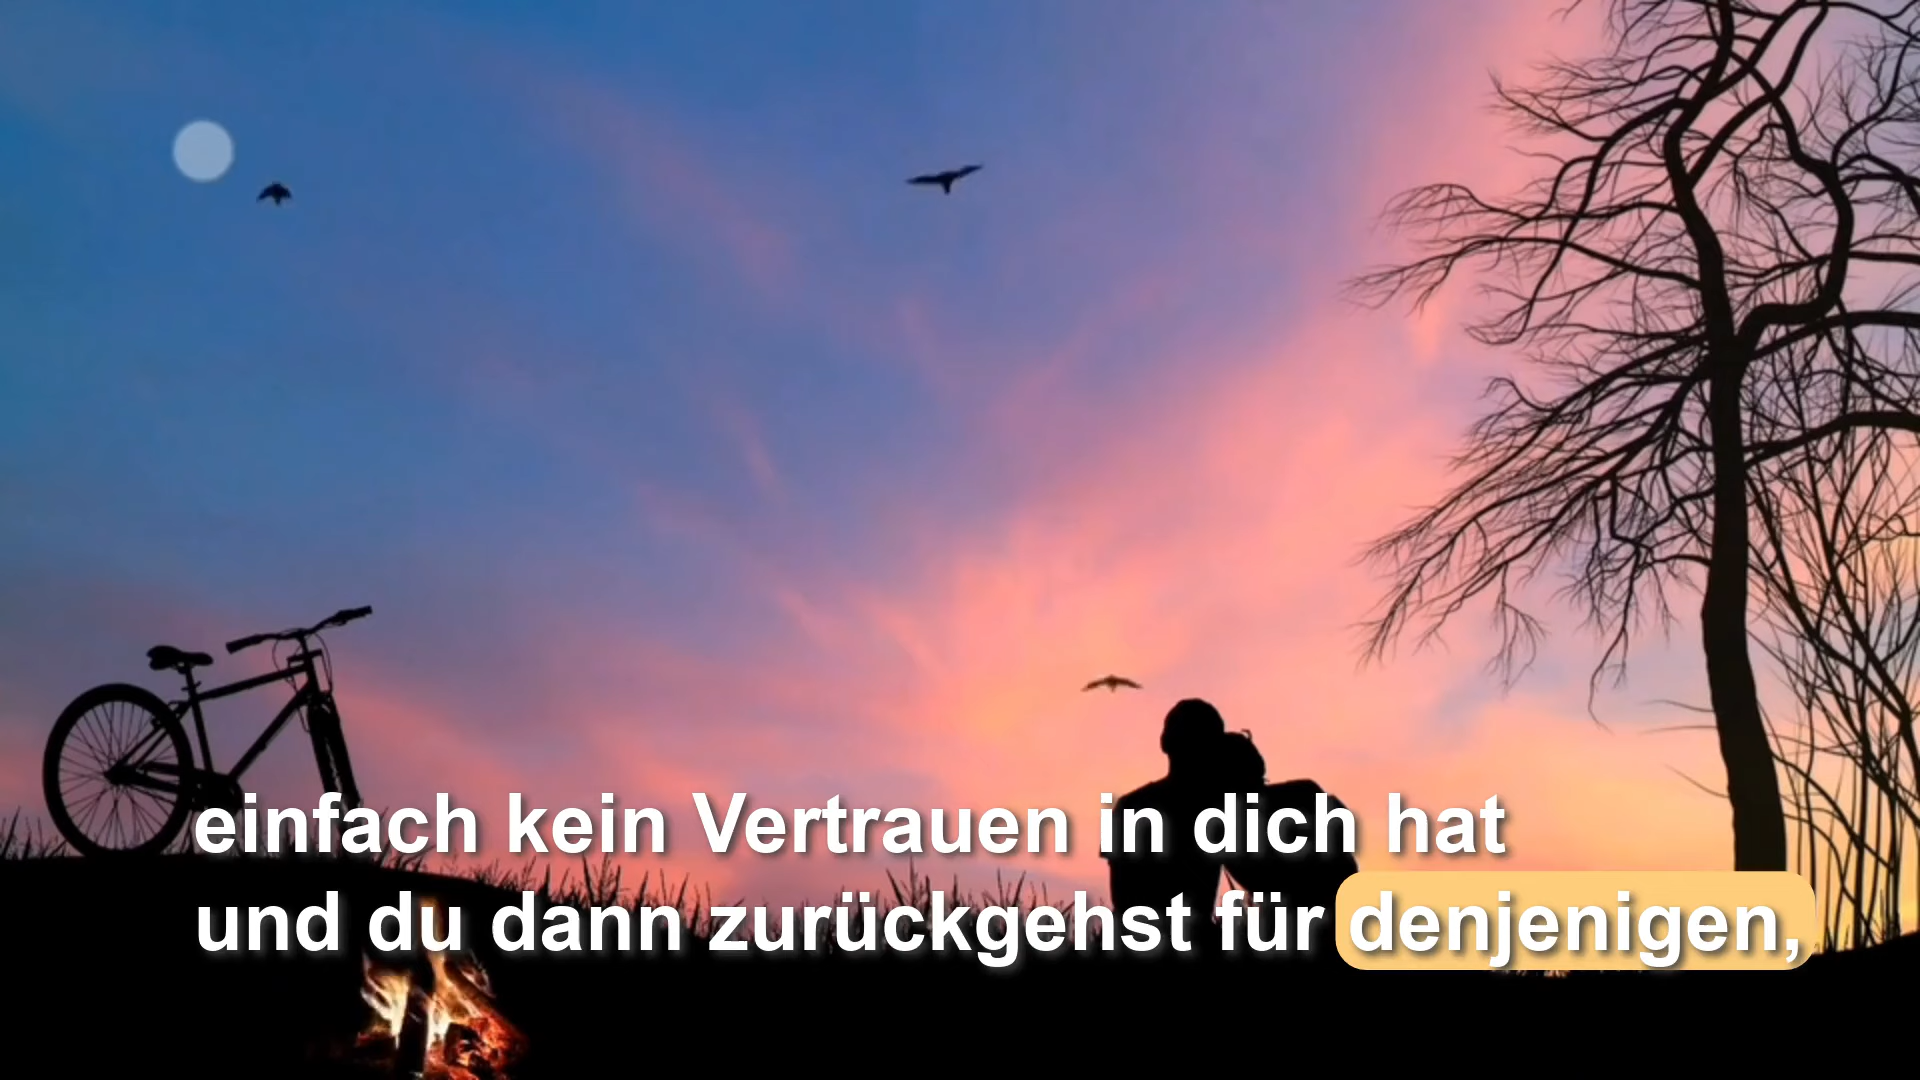 einfach kein Vertrauen in dich hat
und du dann zurückgehst für denjenigen,